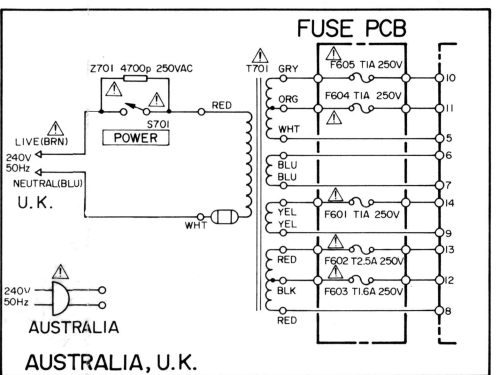 FUSE PCB
Z701 4700p 250VAC
T701
GRY
F605 T1A 250V
10
ORG
F604 T1A 250V
11
RED
S701
POWER
WHT
5
LIVE(BRN)
240V
50Hz
NEUTRAL(BLU)
U.K.
6
BLU
BLU
7
YEL
F601 T1A 250V
14
YEL
9
WHT
RED
F602 T2.5A 250V
13
BLK
F603 T1.6A 250V
12
RED
8
240V
50Hz
AUSTRALIA
AUSTRALIA, U.K.